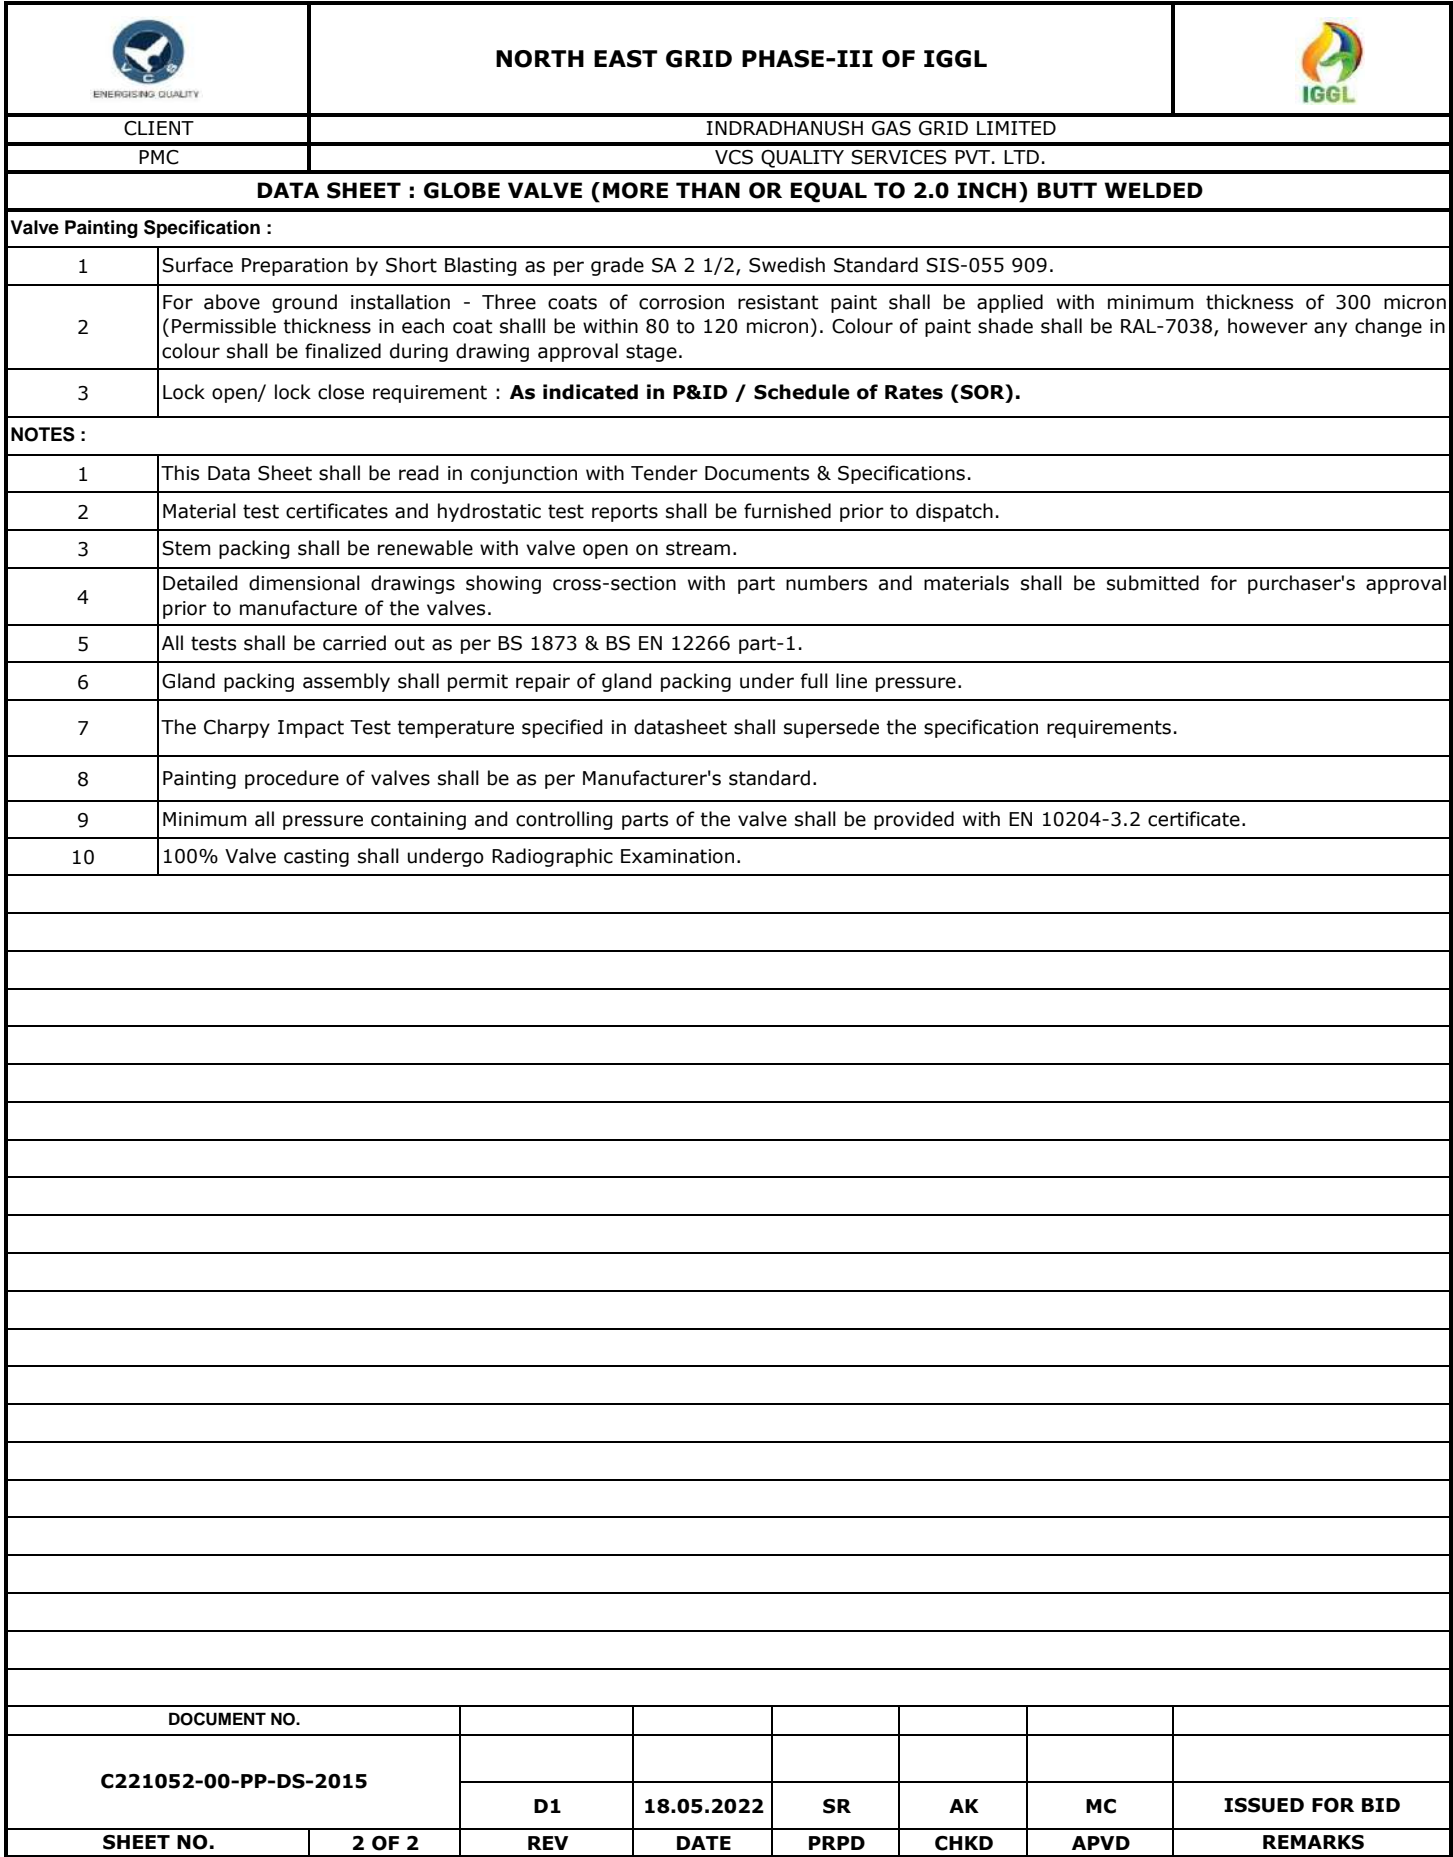 VCS
ENERGISING QUALITY
NORTH EAST GRID PHASE-III OF IGGL
IGGL
CLIENT INDRADHANUSH GAS GRID LIMITED
PMC VCS QUALITY SERVICES PVT. LTD.
DATA SHEET : GLOBE VALVE (MORE THAN OR EQUAL TO 2.0 INCH) BUTT WELDED
Valve Painting Specification :
1 Surface Preparation by Short Blasting as per grade SA 2 1/2, Swedish Standard SIS-055 909.
2 For above ground installation - Three coats of corrosion resistant paint shall be applied with minimum thickness of 300 micron
(Permissible thickness in each coat shalll be within 80 to 120 micron). Colour of paint shade shall be RAL-7038, however any change in
colour shall be finalized during drawing approval stage.
3 Lock open/ lock close requirement : As indicated in P&ID / Schedule of Rates (SOR).
NOTES :
1 This Data Sheet shall be read in conjunction with Tender Documents & Specifications.
2 Material test certificates and hydrostatic test reports shall be furnished prior to dispatch.
3 Stem packing shall be renewable with valve open on stream.
4 Detailed dimensional drawings showing cross-section with part numbers and materials shall be submitted for purchaser's approval
prior to manufacture of the valves.
5 All tests shall be carried out as per BS 1873 & BS EN 12266 part-1.
6 Gland packing assembly shall permit repair of gland packing under full line pressure.
7 The Charpy Impact Test temperature specified in datasheet shall supersede the specification requirements.
8 Painting procedure of valves shall be as per Manufacturer's standard.
9 Minimum all pressure containing and controlling parts of the valve shall be provided with EN 10204-3.2 certificate.
10 100% Valve casting shall undergo Radiographic Examination.
DOCUMENT NO.
C221052-00-PP-DS-2015
D1 18.05.2022 SR AK MC ISSUED FOR BID
SHEET NO. 2 OF 2 REV DATE PRPD CHKD APVD REMARKS